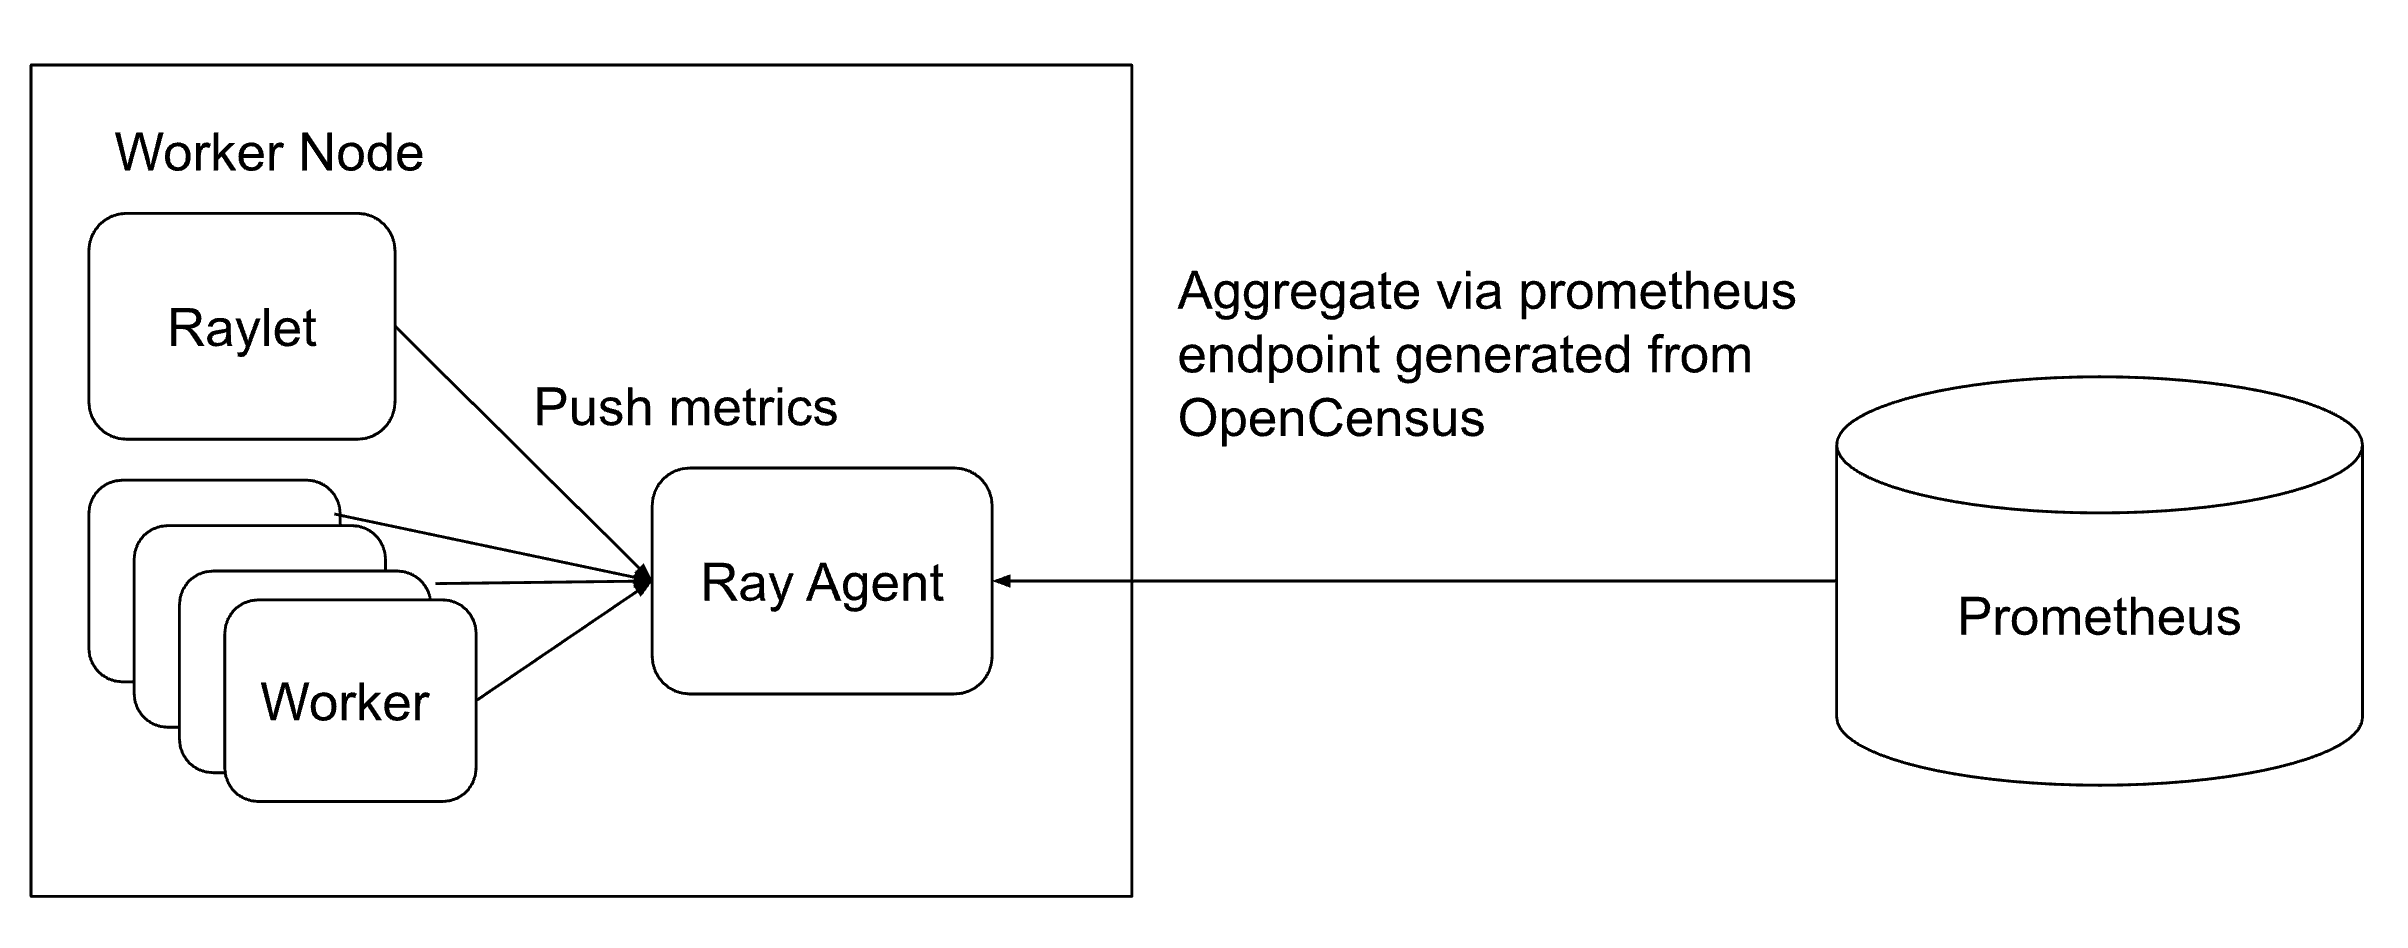 Worker Node
Raylet
Push metrics
Ray Agent
Worker
Aggregate via prometheus
endpoint generated from
OpenCensus
Prometheus